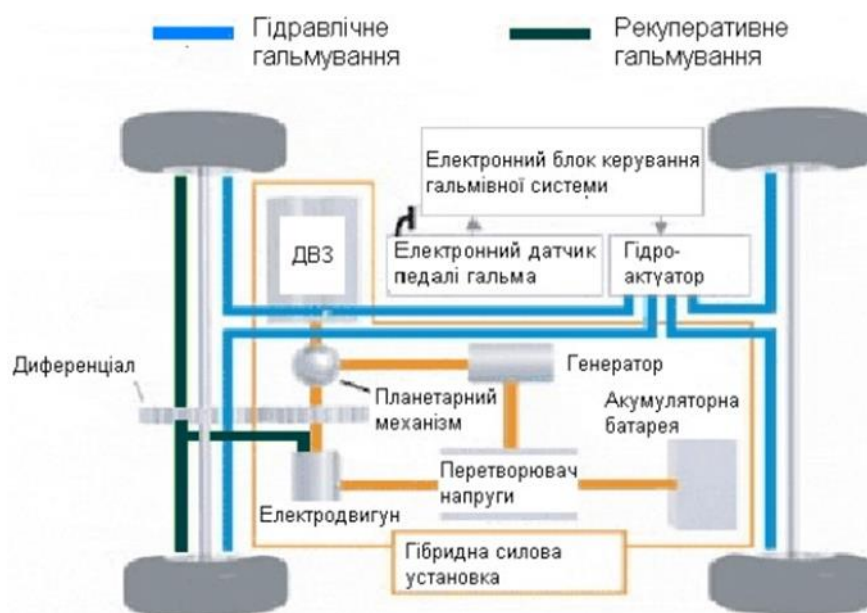 Гідравлічне
гальмування
Рекуперативне
гальмування
Електронний блок керування
гальмівної системи
ДВЗ
Електронний датчик
педалі гальма
Гідро-
актуатор
Диференціал
Планетарний
механізм
Генератор
Акумуляторна
батарея
Перетворювач
напруги
Електродвигун
Гібридна силова
установка